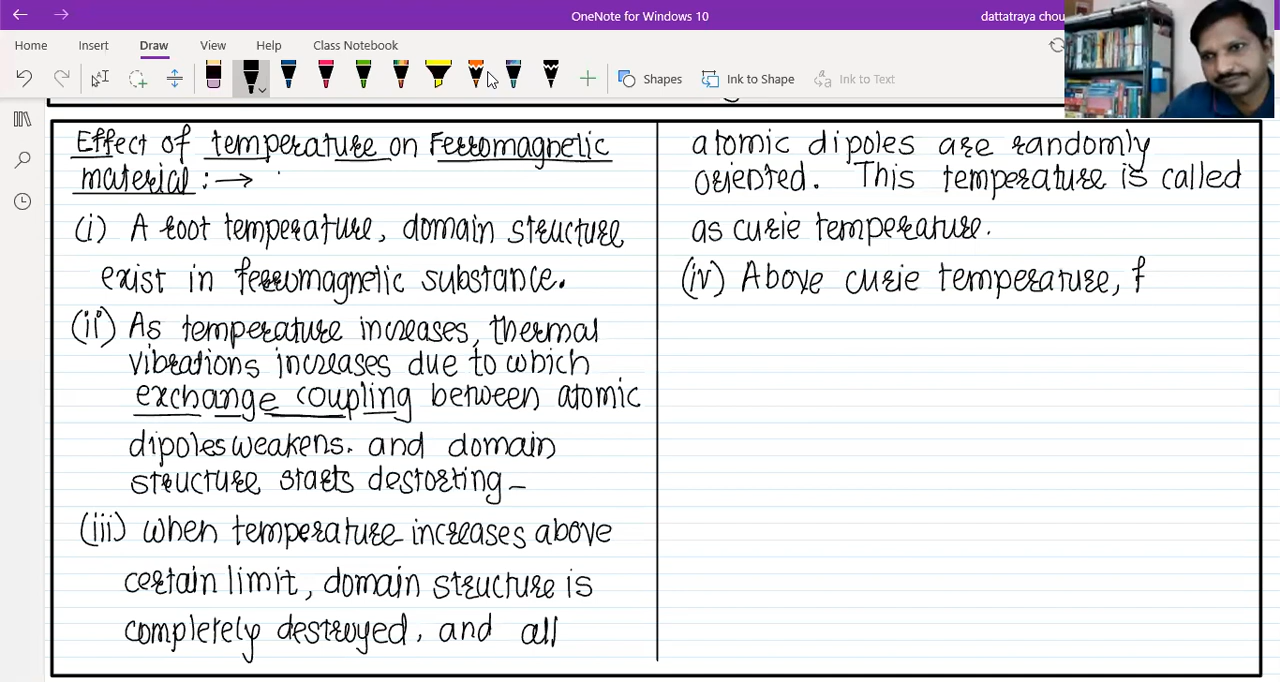 OneNote for Windows 10
dattatraya chou
Home Insert Draw View Help Class Notebook
Shapes Ink to Shape Ink to Text
Effect of temperature on Ferromagnetic
material :→
(i) A root temperature, domain structure
exist in ferromagnetic substance.
(ii) As temperature increases, thermal
vibrations increases due to which
exchange coupling between atomic
dipoles weakens. and domain
structure starts destorting -
(iii) when temperature increases above
certain limit, domain structure is
completely destroyed, and all
atomic dipoles are randomly
oriented. This temperature is called
as curie temperature.
(iv) Above curie temperature, f